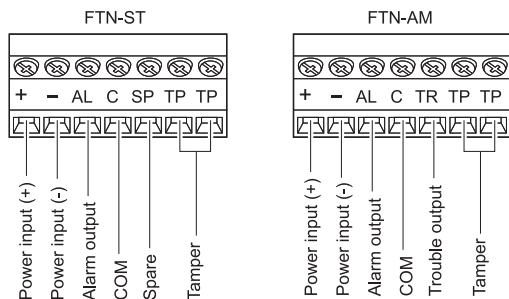 FTN-ST
+ − AL C SP TP TP
Power input (+)
Power input (-)
Alarm output
COM
Spare
Tamper
FTN-AM
+ − AL C TR TP TP
Power input (+)
Power input (-)
Alarm output
COM
Trouble output
Tamper